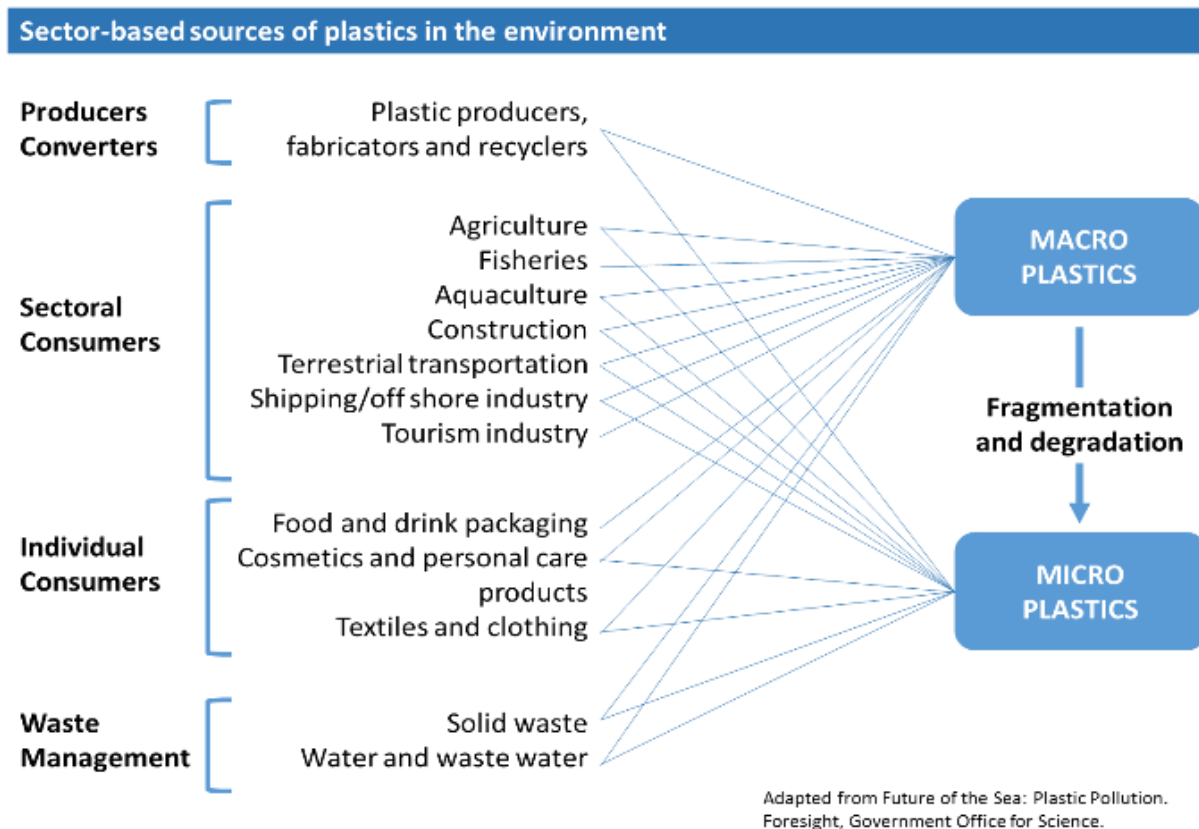 Sector-based sources of plastics in the environment
Producers
Converters
Plastic producers,
fabricators and recyclers
Sectoral
Consumers
Agriculture
Fisheries
Aquaculture
Construction
Terrestrial transportation
Shipping/off shore industry
Tourism industry
Individual
Consumers
Food and drink packaging
Cosmetics and personal care
products
Textiles and clothing
Waste
Management
Solid waste
Water and waste water
MACRO
PLASTICS
Fragmentation
and degradation
MICRO
PLASTICS
Adapted from Future of the Sea: Plastic Pollution.
Foresight, Government Office for Science.